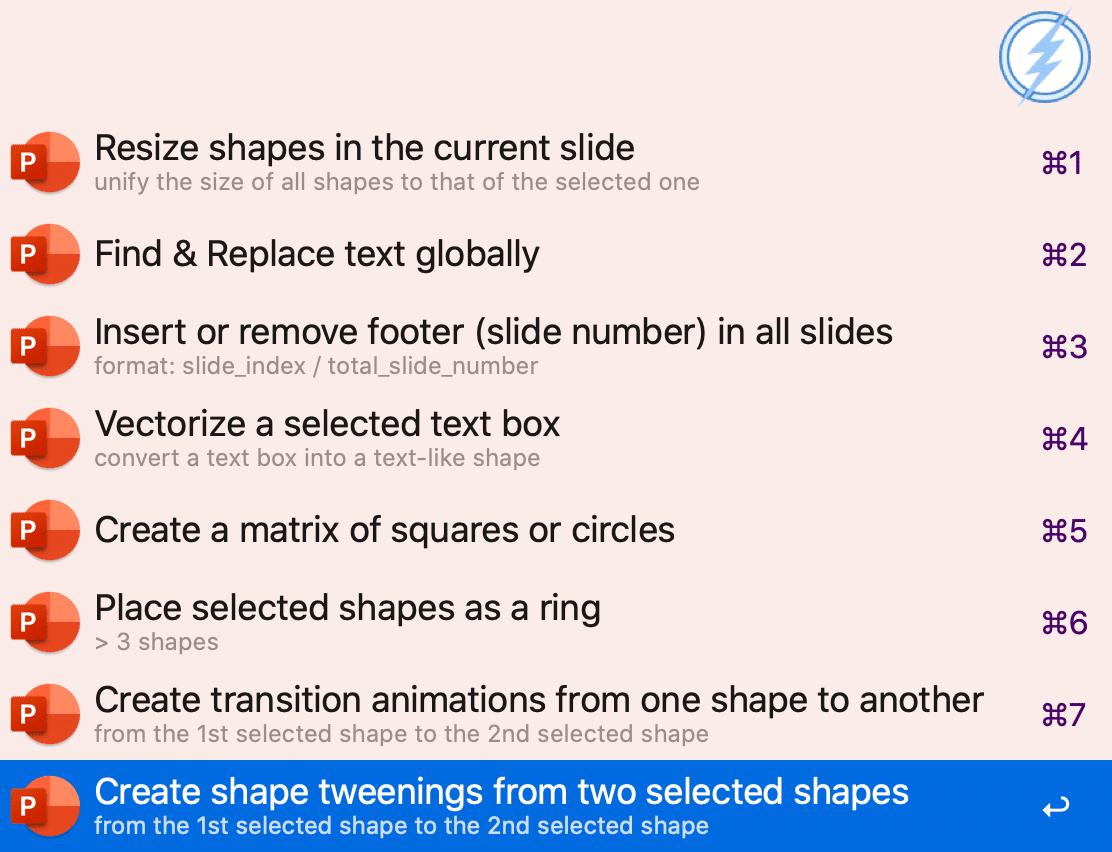 P Resize shapes in the current slide ⌘1
unify the size of all shapes to that of the selected one
P Find & Replace text globally ⌘2
P Insert or remove footer (slide number) in all slides ⌘3
format: slide_index / total_slide_number
P Vectorize a selected text box ⌘4
convert a text box into a text-like shape
P Create a matrix of squares or circles ⌘5
P Place selected shapes as a ring ⌘6
> 3 shapes
P Create transition animations from one shape to another ⌘7
from the 1st selected shape to the 2nd selected shape
P Create shape tweenings from two selected shapes ↩
from the 1st selected shape to the 2nd selected shape